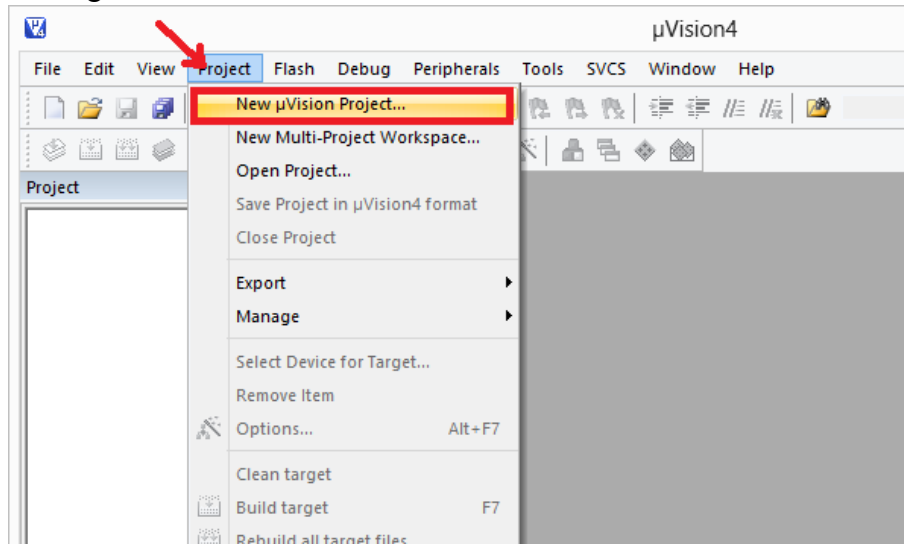 µVision4
File Edit View Project Flash Debug Peripherals Tools SVCS Window Help
Project
New µVision Project...
New Multi-Project Workspace...
Open Project...
Save Project in µVision4 format
Close Project
Export
Manage
Select Device for Target...
Remove Item
Options... Alt+F7
Clean target
Build target F7
Rebuild all target files